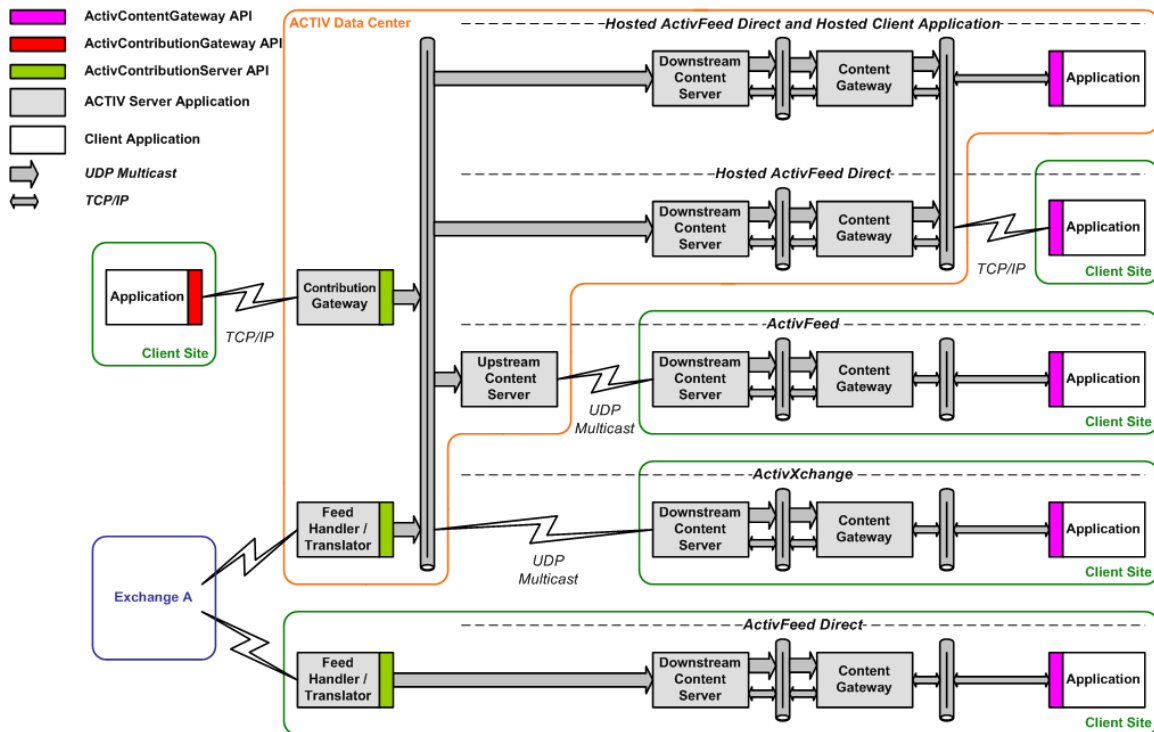 ActivContentGateway API
ActivContributionGateway API
ActivContributionServer API
ACTIV Server Application
Client Application
UDP Multicast
TCP/IP
ACTIV Data Center
Hosted ActivFeed Direct and Hosted Client Application
Downstream
Content
Server
Content
Gateway
Application
Hosted ActivFeed Direct
Downstream
Content
Server
Content
Gateway
TCP/IP
Application
Client Site
Application
Client Site
TCP/IP
Contribution
Gateway
ActivFeed
Upstream
Content
Server
UDP
Multicast
Downstream
Content
Server
Content
Gateway
Application
Client Site
ActivXchange
Feed
Handler /
Translator
UDP
Multicast
Downstream
Content
Server
Content
Gateway
Application
Client Site
Exchange A
ActivFeed Direct
Feed
Handler /
Translator
Downstream
Content
Server
Content
Gateway
Application
Client Site